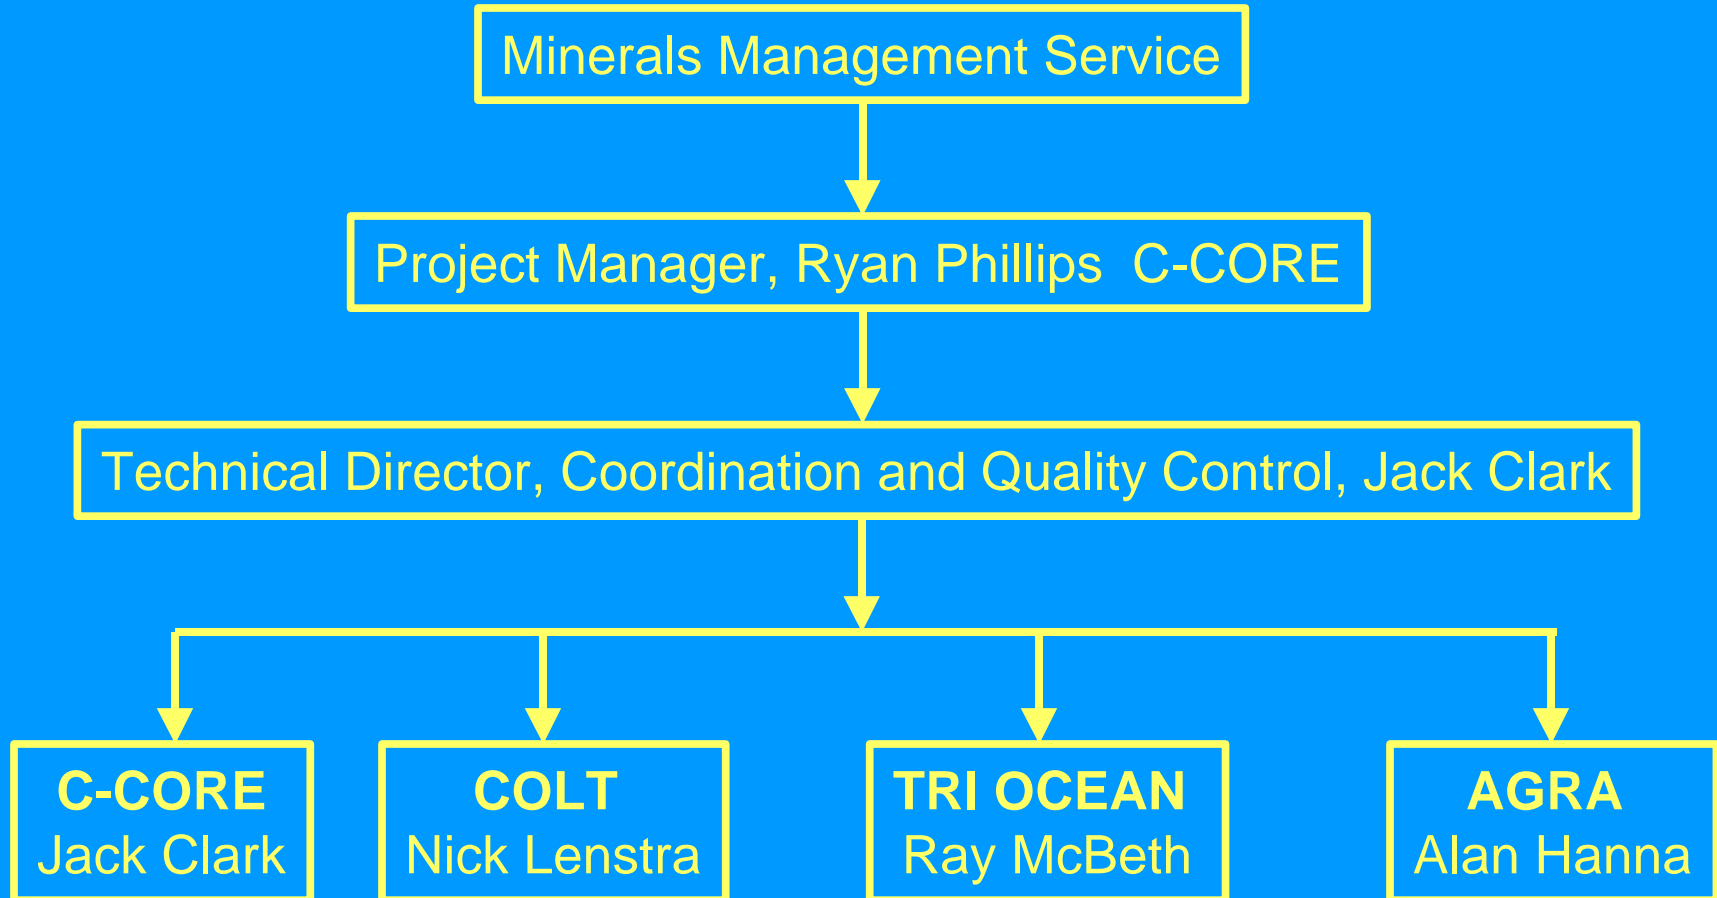 Minerals Management Service
Project Manager, Ryan Phillips  C-CORE
Technical Director, Coordination and Quality Control, Jack Clark
C-CORE
Jack Clark
COLT
Nick Lenstra
TRI OCEAN
Ray McBeth
AGRA
Alan Hanna